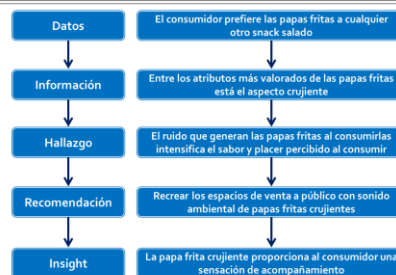 Datos
El consumidor prefiere las papas fritas a cualquier
otro snack salado
Información
Entre los atributos más valorados de las papas fritas
está el aspecto crujiente
Hallazgo
El ruido que generan las papas fritas al consumirlas
intensifica el sabor y placer percibido al consumir
Recomendación
Recrear los espacios de venta a público con sonido
ambiental de papas fritas crujientes
Insight
La papa frita crujiente proporciona al consumidor una
sensación de acompañamiento